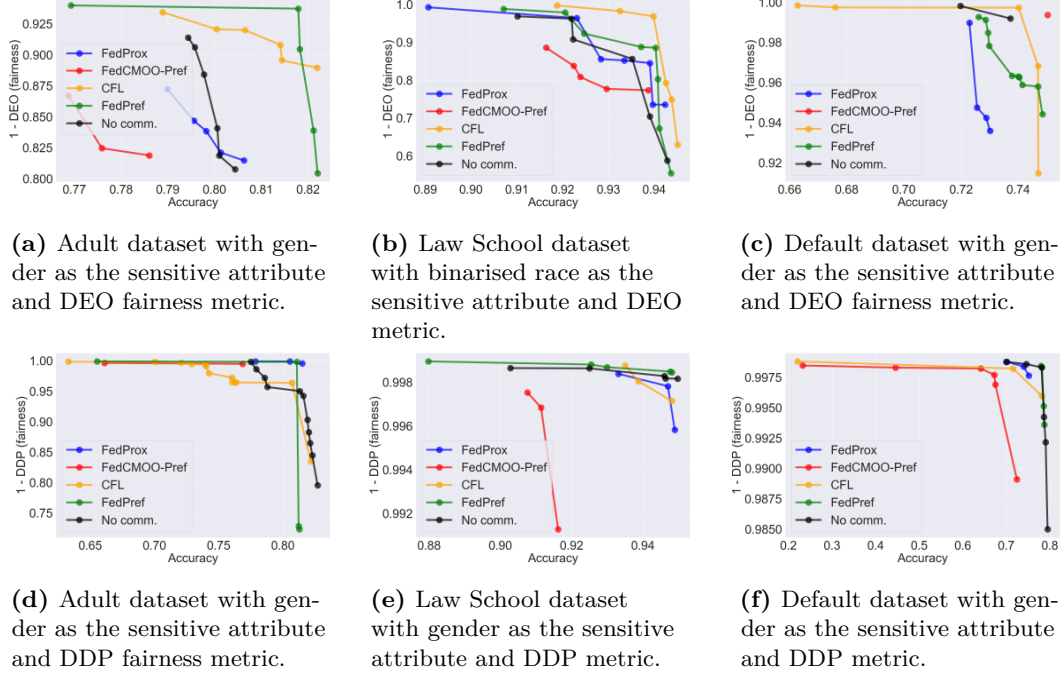 0.925
0.900
0.875
0.850
0.825
0.800
1 - DEO (fairness)
FedProx
FedCMOO-Pref
CFL
FedPref
No comm.
0.77 0.78 0.79 0.80 0.81 0.82
Accuracy
1.0
0.9
0.8
0.7
0.6
1 - DEO (fairness)
FedProx
FedCMOO-Pref
CFL
FedPref
No comm.
0.89 0.90 0.91 0.92 0.93 0.94
Accuracy
1.00
0.98
0.96
0.94
0.92
1 - DEO (fairness)
FedProx
FedCMOO-Pref
CFL
FedPref
No comm.
0.66 0.68 0.70 0.72 0.74
Accuracy
(a) Adult dataset with gen-
der as the sensitive attribute
and DEO fairness metric.
(b) Law School dataset
with binarised race as the
sensitive attribute and DEO
metric.
(c) Default dataset with gen-
der as the sensitive attribute
and DEO fairness metric.
1.00
0.95
0.90
0.85
0.80
0.75
1 - DDP (fairness)
FedProx
FedCMOO-Pref
CFL
FedPref
No comm.
0.65 0.70 0.75 0.80
Accuracy
0.998
0.996
0.994
0.992
1 - DDP (fairness)
FedProx
FedCMOO-Pref
CFL
FedPref
No comm.
0.88 0.90 0.92 0.94
Accuracy
0.9975
0.9950
0.9925
0.9900
0.9875
0.9850
1 - DDP (fairness)
FedProx
FedCMOO-Pref
CFL
FedPref
No comm.
0.2 0.3 0.4 0.5 0.6 0.7 0.8
Accuracy
(d) Adult dataset with gen-
der as the sensitive attribute
and DDP fairness metric.
(e) Law School dataset
with gender as the sensitive
attribute and DDP metric.
(f) Default dataset with gen-
der as the sensitive attribute
and DDP metric.